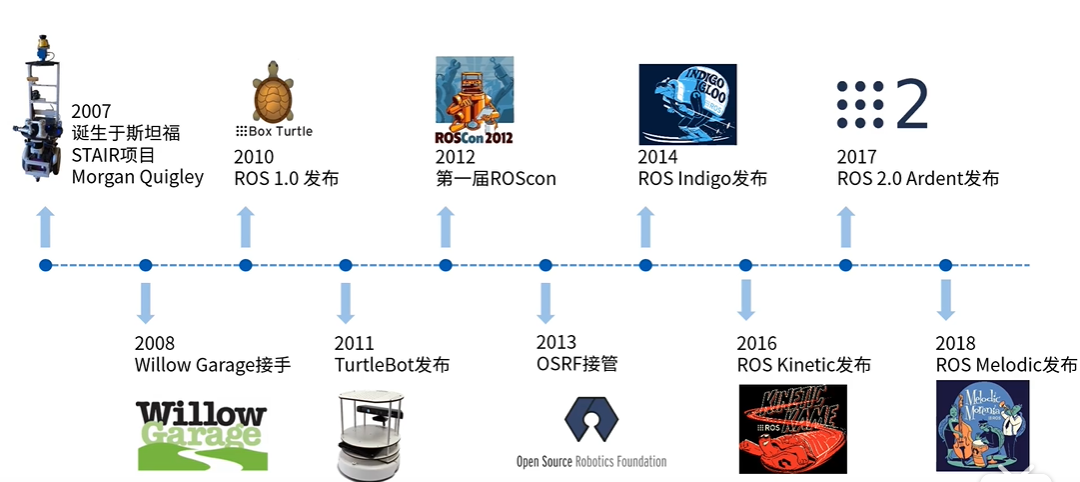 2007
诞生于斯坦福
STAIR项目
Morgan Quigley
Box Turtle
2010
ROS 1.0 发布
ROSCon 2012
2012
第一届ROScon
INDIGO
IGLOO
2014
ROS Indigo发布
2
2017
ROS 2.0 Ardent发布
2008
Willow Garage接手
Willow
Garage
2011
TurtleBot发布
2013
OSRF接管
Open Source Robotics Foundation
2016
ROS Kinetic发布
KINETIC
KAME
ROS
2018
ROS Melodic发布
Melodic
Morenia